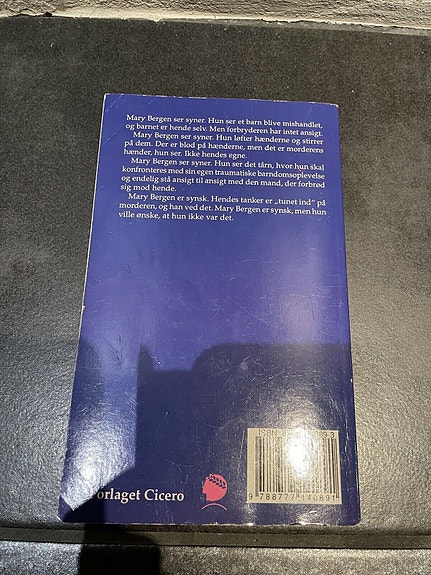 Mary Bergen ser syner. Hun ser et barn blive mishandlet,
og barnet er hende selv. Men forbryderen har intet ansigt.
Mary Bergen ser syner. Hun løfter hænderne og stirrer
på dem. Der er blod på hænderne, men det er morderens
hænder, hun ser. Ikke hendes egne.
Mary Bergen ser syner. Hun ser det tårn, hvor hun skal
konfronteres med sin egen traumatiske barndomsoplevelse
og endelig stå ansigt til ansigt med den mand, der forbrød
sig mod hende.
Mary Bergen er synsk. Hendes tanker er „tunet ind“ på
morderen, og han ved det. Mary Bergen er synsk, men hun
ville ønske, at hun ikke var det.
Forlaget Cicero
9 788777 140891